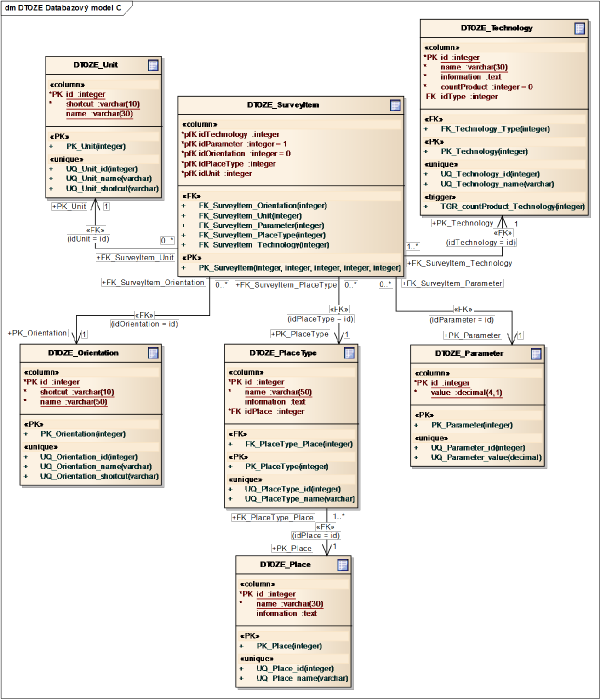 dm DTOZE Databazový model C
DTOZE_Technology
«column»
*PK id :integer
* name :varchar(30)
* information :text
* countProduct :integer = 0
FK idType :integer
«FK»
+ FK_Technology_Type(integer)
«PK»
+ PK_Technology(integer)
«unique»
+ UQ_Technology_id(integer)
+ UQ_Technology_name(varchar)
«trigger»
+ TGR_countProduct_Technology(integer)
DTOZE_Unit
«column»
*PK id :integer
* shortcut :varchar(10)
name :varchar(30)
«PK»
+ PK_Unit(integer)
«unique»
+ UQ_Unit_id(integer)
+ UQ_Unit_name(varchar)
+ UQ_Unit_shortcut(varchar)
DTOZE_SurveyItem
«column»
*pfK idTechnology :integer
*pfK idParameter :integer = 1
*pfK idOrientation :integer = 0
*pfK idPlaceType :integer
*pfK idUnit :integer
«FK»
+ FK_SurveyItem_Orientation(integer)
+ FK_SurveyItem_Unit(integer)
+ FK_SurveyItem_Parameter(integer)
+ FK_SurveyItem_PlaceType(integer)
+ FK_SurveyItem_Technology(integer)
«PK»
+ PK_SurveyItem(integer, integer, integer, integer, integer)
+PK_Unit
1
«FK»
(idUnit = id)
0..*
+FK_SurveyItem_Unit
+PK_Technology
1
«FK»
(idTechnology = id)
0..*
+FK_SurveyItem_Technology
+FK_SurveyItem_Orientation
0..*
+FK_SurveyItem_PlaceType
0..*
0..*
+FK_SurveyItem_Parameter
«FK»
(idOrientation = id)
+PK_Orientation
1
«FK»
(idPlaceType = id)
+PK_PlaceType
1
«FK»
(idParameter = id)
+PK_Parameter
1
DTOZE_Orientation
«column»
*PK id :integer
* shortcut :varchar(10)
* name :varchar(50)
«PK»
+ PK_Orientation(integer)
«unique»
+ UQ_Orientation_id(integer)
+ UQ_Orientation_name(varchar)
+ UQ_Orientation_shortcut(varchar)
DTOZE_PlaceType
«column»
*PK id :integer
* name :varchar(50)
information :text
*FK idPlace :integer
«FK»
+ FK_PlaceType_Place(integer)
«PK»
+ PK_PlaceType(integer)
«unique»
+ UQ_PlaceType_id(integer)
+ UQ_PlaceType_name(varchar)
DTOZE_Parameter
«column»
*PK id :integer
* value :decimal(4,1)
«PK»
+ PK_Parameter(integer)
«unique»
+ UQ_Parameter_id(integer)
+ UQ_Parameter_value(decimal)
+FK_PlaceType_Place
1..*
«FK»
(idPlace = id)
+PK_Place
1
DTOZE_Place
«column»
*PK id :integer
* name :varchar(30)
information :text
«PK»
+ PK_Place(integer)
«unique»
+ UQ_Place_id(integer)
+ UQ_Place_name(varchar)